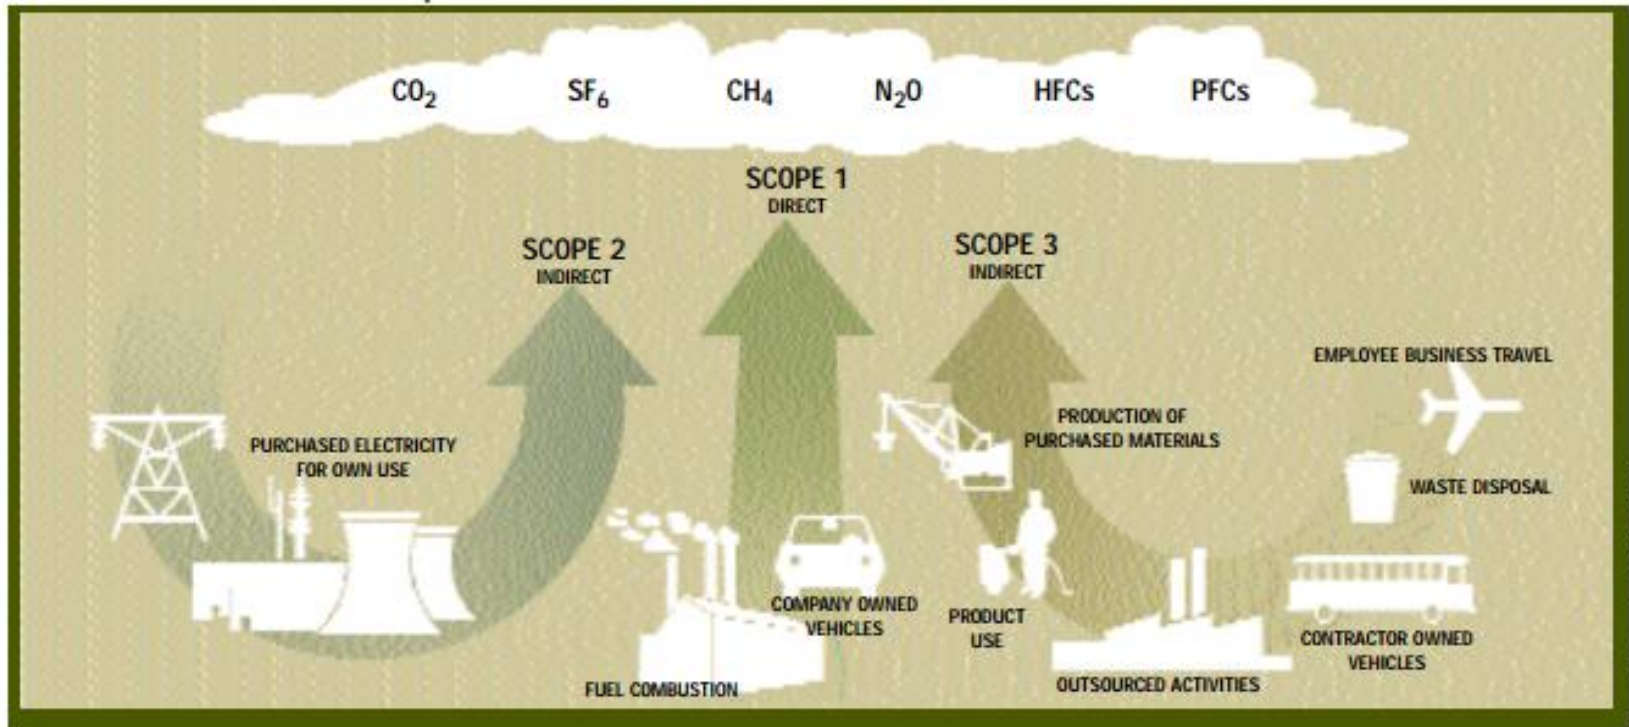 CO₂ SF₆ CH₄ N₂O HFCs PFCs
SCOPE 1
DIRECT
SCOPE 2
INDIRECT
SCOPE 3
INDIRECT
EMPLOYEE BUSINESS TRAVEL
PRODUCTION OF
PURCHASED MATERIALS
PURCHASED ELECTRICITY
FOR OWN USE
WASTE DISPOSAL
COMPANY OWNED
VEHICLES
PRODUCT
USE
CONTRACTOR OWNED
VEHICLES
FUEL COMBUSTION
OUTSOURCED ACTIVITIES